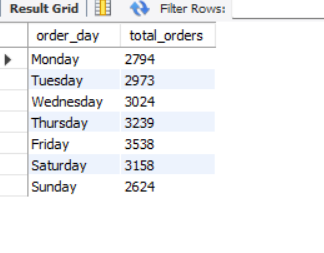 Result Grid Filter Rows:
order_day total_orders
Monday 2794
Tuesday 2973
Wednesday 3024
Thursday 3239
Friday 3538
Saturday 3158
Sunday 2624